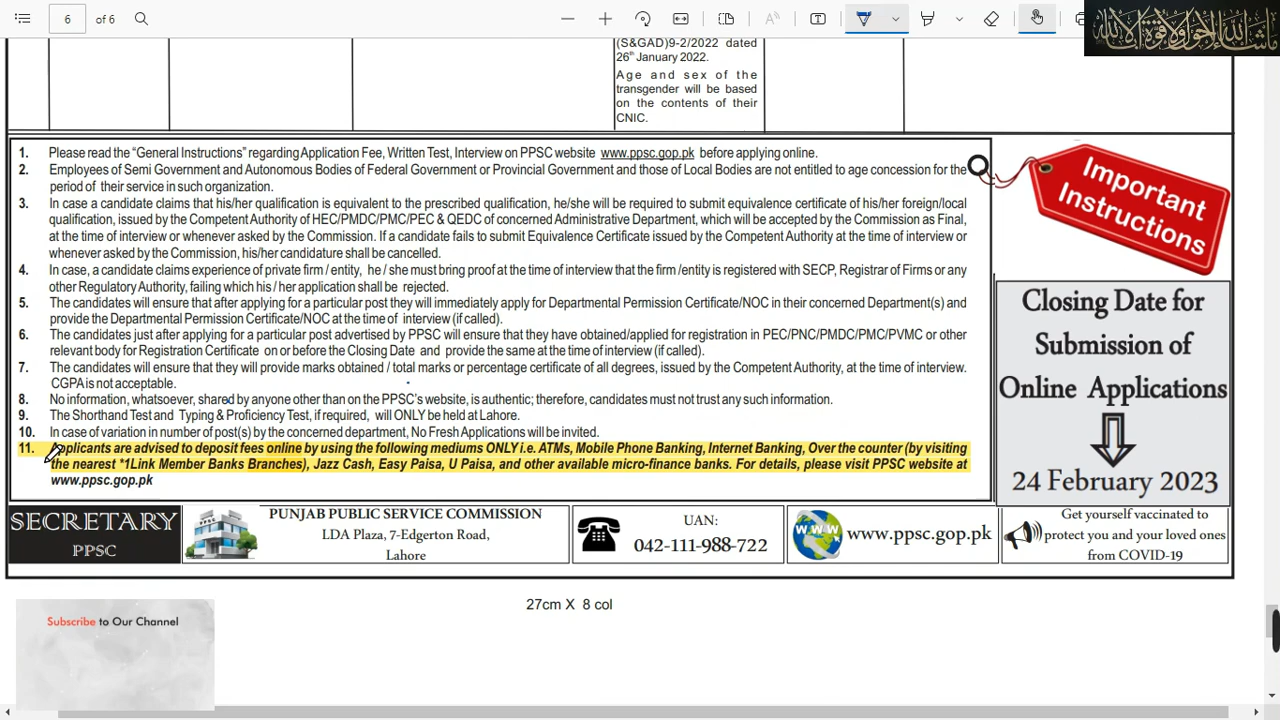 6 of 6
ما شاء الله لا حول ولا قوة الا بالله
(S&GAD)9-2/2022 dated
26th January 2022.
Age and sex of the
transgender will be based
on the contents of their
CNIC.
1. Please read the “General Instructions” regarding Application Fee, Written Test, Interview on PPSC website www.ppsc.gop.pk before applying online.
2. Employees of Semi Government and Autonomous Bodies of Federal Government or Provincial Government and those of Local Bodies are not entitled to age concession for the
period of their service in such organization.
3. In case a candidate claims that his/her qualification is equivalent to the prescribed qualification, he/she will be required to submit equivalence certificate of his/her foreign/local
qualification, issued by the Competent Authority of HEC/PMDC/PMC/PEC & QEDC of concerned Administrative Department, which will be accepted by the Commission as Final,
at the time of interview or whenever asked by the Commission. If a candidate fails to submit Equivalence Certificate issued by the Competent Authority at the time of interview or
whenever asked by the Commission, his/her candidature shall be cancelled.
4. In case, a candidate claims experience of private firm / entity, he / she must bring proof at the time of interview that the firm /entity is registered with SECP, Registrar of Firms or any
other Regulatory Authority, failing which his / her application shall be rejected.
5. The candidates will ensure that after applying for a particular post they will immediately apply for Departmental Permission Certificate/NOC in their concerned Department(s) and
provide the Departmental Permission Certificate/NOC at the time of interview (if called).
6. The candidates just after applying for a particular post advertised by PPSC will ensure that they have obtained/applied for registration in PEC/PNC/PMDC/PMC/PVMC or other
relevant body for Registration Certificate on or before the Closing Date and provide the same at the time of interview (if called).
7. The candidates will ensure that they will provide marks obtained / total marks or percentage certificate of all degrees, issued by the Competent Authority, at the time of interview.
CGPA is not acceptable.
8. No information, whatsoever, shared by anyone other than on the PPSC's website, is authentic; therefore, candidates must not trust any such information.
9. The Shorthand Test and Typing & Proficiency Test, if required, will ONLY be held at Lahore.
10. In case of variation in number of post(s) by the concerned department, No Fresh Applications will be invited.
11. Applicants are advised to deposit fees online by using the following mediums ONLY i.e. ATMs, Mobile Phone Banking, Internet Banking, Over the counter (by visiting
the nearest *1Link Member Banks Branches), Jazz Cash, Easy Paisa, U Paisa, and other available micro-finance banks. For details, please visit PPSC website at
www.ppsc.gop.pk
Important
Instructions
Closing Date for
Submission of
Online Applications
24 February 2023
SECRETARY
PPSC
PPSC
PUNJAB PUBLIC SERVICE COMMISSION
LDA Plaza, 7-Edgerton Road,
Lahore
UAN:
042-111-988-722
WWW
www.ppsc.gop.pk
Get yourself vaccinated to
protect you and your loved ones
from COVID-19
27cm X 8 col
Subscribe to Our Channel